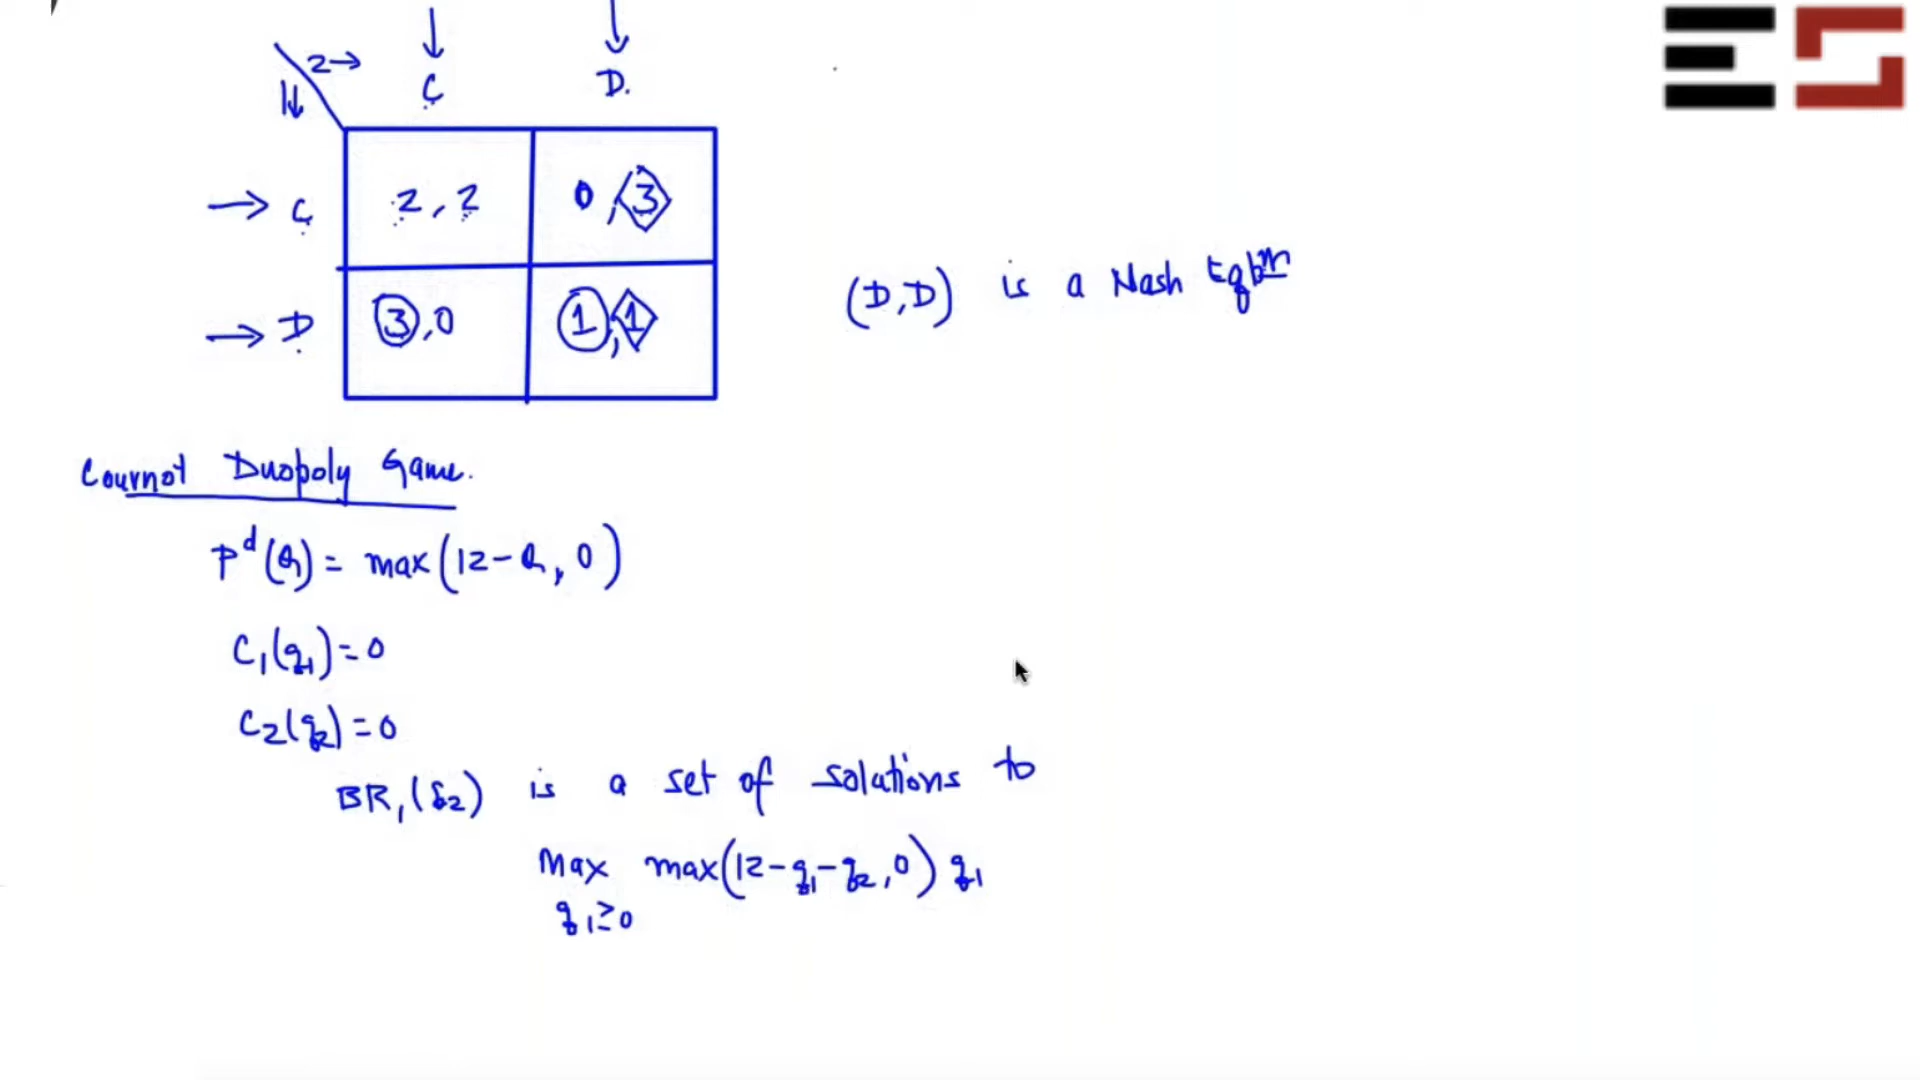 2→
1↓
C D.
C 2, 2 0, 3
D 3, 0 1, 1
(D, D) is a Nash Eqbm
Cournot Duopoly Game.
P^d(Q) = max(12-Q, 0)
C₁(q₁) = 0
C₂(q₂) = 0
BR₁(q₂) is a set of solutions to
Max max(12-q₁-q₂, 0) q₁
q₁≥0
ES